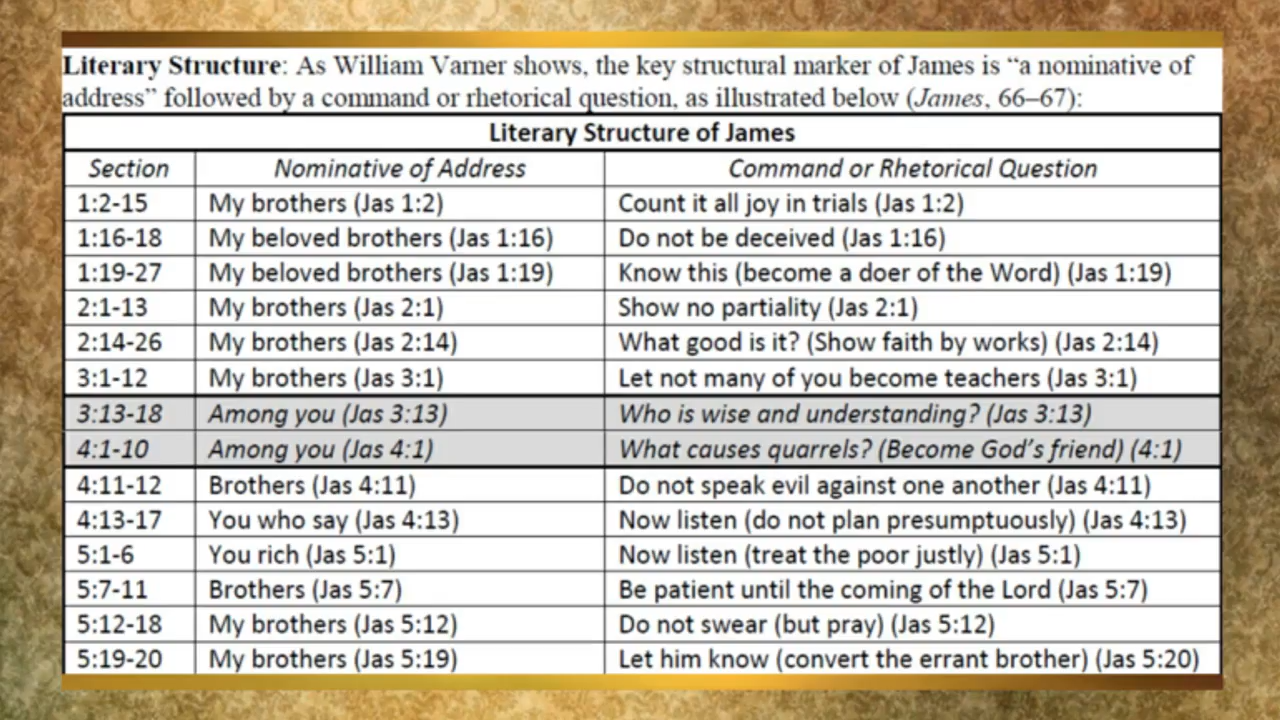 Literary Structure: As William Varner shows, the key structural marker of James is “a nominative of
address” followed by a command or rhetorical question, as illustrated below (James, 66–67):
Literary Structure of James
Section Nominative of Address Command or Rhetorical Question
1:2-15 My brothers (Jas 1:2) Count it all joy in trials (Jas 1:2)
1:16-18 My beloved brothers (Jas 1:16) Do not be deceived (Jas 1:16)
1:19-27 My beloved brothers (Jas 1:19) Know this (become a doer of the Word) (Jas 1:19)
2:1-13 My brothers (Jas 2:1) Show no partiality (Jas 2:1)
2:14-26 My brothers (Jas 2:14) What good is it? (Show faith by works) (Jas 2:14)
3:1-12 My brothers (Jas 3:1) Let not many of you become teachers (Jas 3:1)
3:13-18 Among you (Jas 3:13) Who is wise and understanding? (Jas 3:13)
4:1-10 Among you (Jas 4:1) What causes quarrels? (Become God’s friend) (4:1)
4:11-12 Brothers (Jas 4:11) Do not speak evil against one another (Jas 4:11)
4:13-17 You who say (Jas 4:13) Now listen (do not plan presumptuously) (Jas 4:13)
5:1-6 You rich (Jas 5:1) Now listen (treat the poor justly) (Jas 5:1)
5:7-11 Brothers (Jas 5:7) Be patient until the coming of the Lord (Jas 5:7)
5:12-18 My brothers (Jas 5:12) Do not swear (but pray) (Jas 5:12)
5:19-20 My brothers (Jas 5:19) Let him know (convert the errant brother) (Jas 5:20)